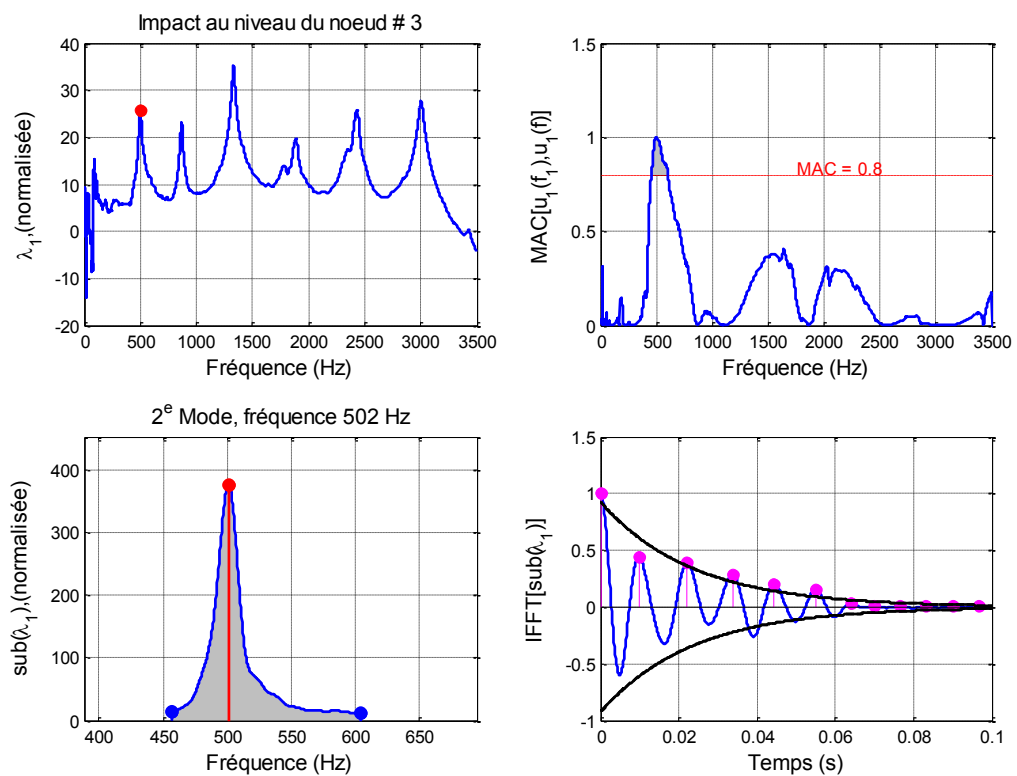 Impact au niveau du noeud # 3
λ1,(normalisée)
40
30
20
10
0
-10
-20
0 500 1000 1500 2000 2500 3000 3500
Fréquence (Hz)
MAC[u1(f1),u1(f)]
1.5
1
0.5
0
MAC = 0.8
0 500 1000 1500 2000 2500 3000 3500
Fréquence (Hz)
2e Mode, fréquence 502 Hz
sub(λ1),(normalisée)
400
300
200
100
0
400 450 500 550 600 650
Fréquence (Hz)
IFFT[sub(λ1)]
1.5
1
0.5
0
-0.5
-1
0 0.02 0.04 0.06 0.08 0.1
Temps (s)